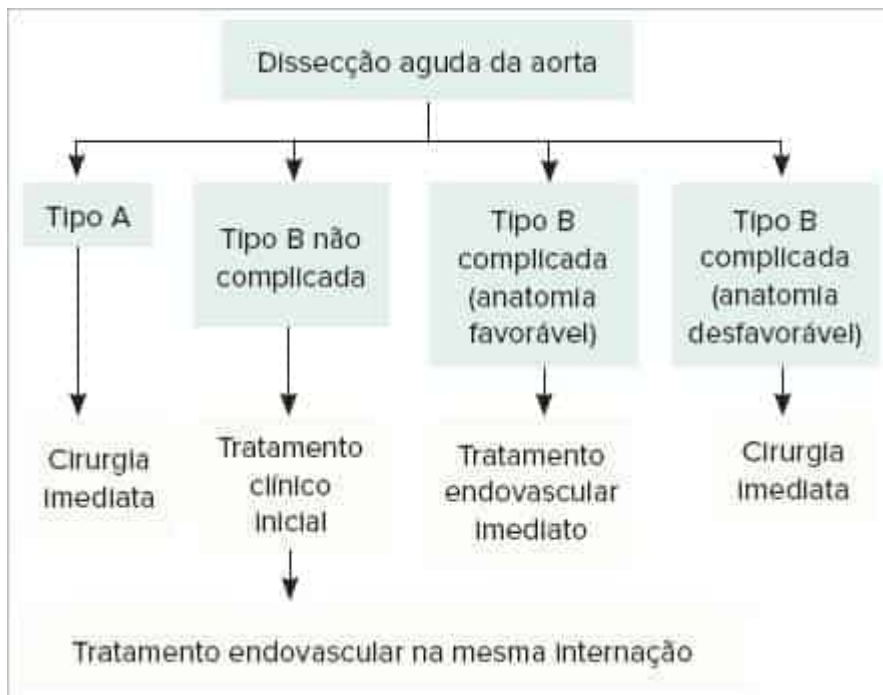 Dissecção aguda da aorta
Tipo A
Tipo B não
complicada
Tipo B
complicada
(anatomia
favorável)
Tipo B
complicada
(anatomia
desfavorável)
Cirurgia
imediata
Tratamento
clínico
inicial
Tratamento
endovascular
imediato
Cirurgia
imediata
Tratamento endovascular na mesma internação